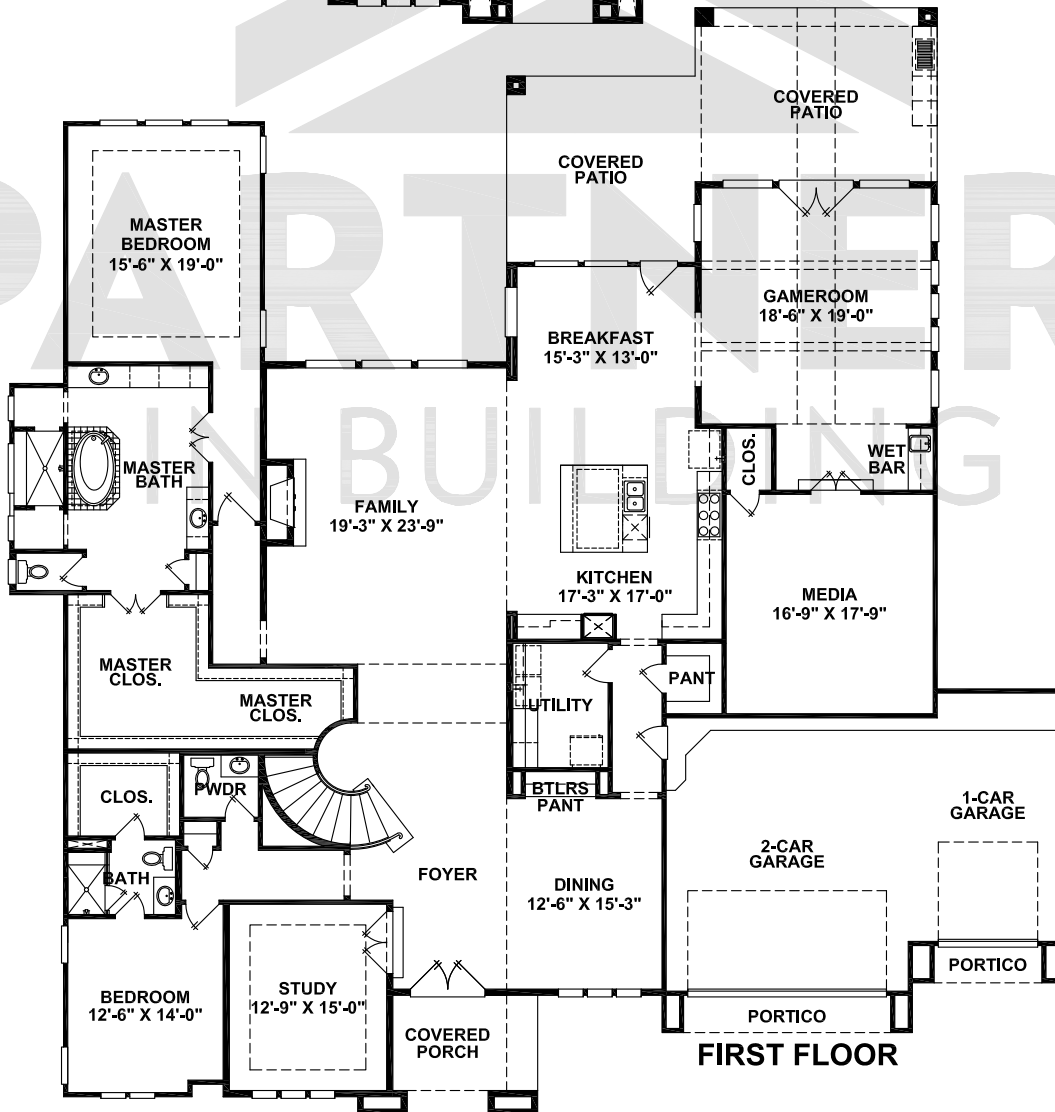 COVERED
PATIO
COVERED
PATIO
MASTER
BEDROOM
15'-6" X 19'-0"
GAMEROOM
18'-6" X 19'-0"
BREAKFAST
15'-3" X 13'-0"
PARTNER
IN BUILDING
MASTER
BATH
CLOS.
WET
BAR
FAMILY
19'-3" X 23'-9"
KITCHEN
17'-3" X 17'-0"
MEDIA
16'-9" X 17'-9"
MASTER
CLOS.
MASTER
CLOS.
PANT
UTILITY
CLOS.
PWDR
BTLRS
PANT
1-CAR
GARAGE
2-CAR
GARAGE
BATH
FOYER
DINING
12'-6" X 15'-3"
PORTICO
BEDROOM
12'-6" X 14'-0"
STUDY
12'-9" X 15'-0"
PORTICO
COVERED
PORCH
FIRST FLOOR